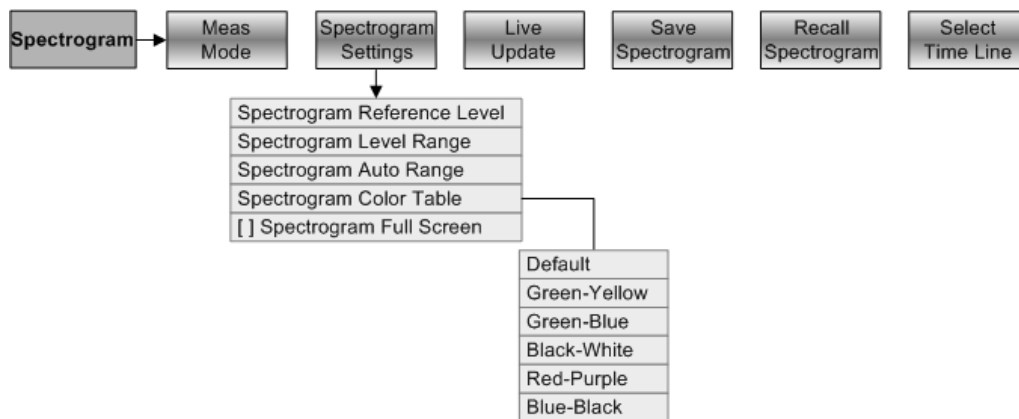 Spectrogram
Meas
Mode
Spectrogram
Settings
Live
Update
Save
Spectrogram
Recall
Spectrogram
Select
Time Line
Spectrogram Reference Level
Spectrogram Level Range
Spectrogram Auto Range
Spectrogram Color Table
[ ] Spectrogram Full Screen
Default
Green-Yellow
Green-Blue
Black-White
Red-Purple
Blue-Black